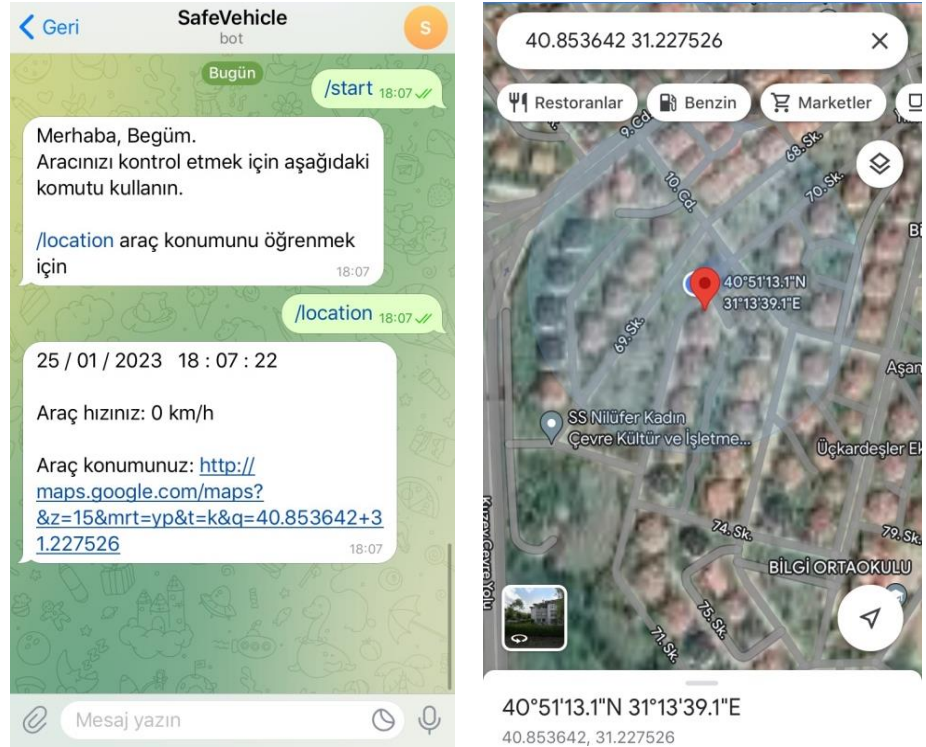 Geri
SafeVehicle
bot
S
Bugün
/start 18:07
Merhaba, Begüm.
Aracınızı kontrol etmek için aşağıdaki
komutu kullanın.
/location araç konumunu öğrenmek
için
18:07
/location 18:07
25 / 01 / 2023 18 : 07 : 22
Araç hızınız: 0 km/h
Araç konumunuz: http://
maps.google.com/maps?
&z=15&mrt=yp&t=k&q=40.853642+3
1.227526
18:07
Mesaj yazın
40.853642 31.227526
Restoranlar
Benzin
Marketler
9. Cd.
68. Sk.
10. Cd.
70. Sk.
40°51'13.1"N
31°13'39.1"E
69. Sk.
Aşan
SS Nilüfer Kadın
Çevre Kültür ve İşletme...
Üçkardeşler Ek
Kuzey Çevre Yolu
74. Sk.
79. Sk.
BİLGİ ORTAOKULU
75. Sk.
71. Sk.
40°51'13.1"N 31°13'39.1"E
40.853642, 31.227526